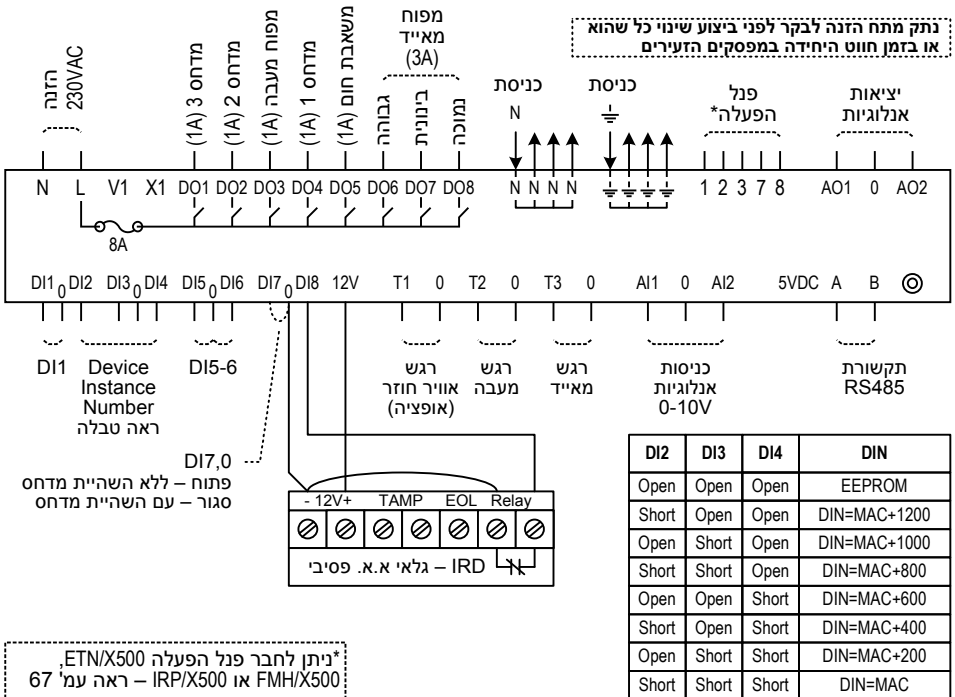 נתק מתח הזנה לבקר לפני ביצוע שינוי כל שהוא
או בזמן חווט היחידה במפסקים הזעירים
הזנה
230VAC
מדחס 3 (1A)
מדחס 2 (1A)
מפוח מעבה (1A)
מדחס 1 (1A)
משאבת חום (1A)
מפוח
מאייד
(3A)
גבוהה
בינונית
נמוכה
כניסת
N
כניסת
פנל
הפעלה*
יציאות
אנלוגיות
N L V1 X1 DO1 DO2 DO3 DO4 DO5 DO6 DO7 DO8 N N N N 1 2 3 7 8 AO1 0 AO2
8A
DI1 0 DI2 DI3 0 DI4 DI5 0 DI6 DI7 0 DI8 12V T1 0 T2 0 T3 0 AI1 0 AI2 5VDC A B
DI1
Device
Instance
Number
ראה טבלה
DI5-6
רגש
אוויר חוזר
(אופציה)
רגש
מעבה
רגש
מאייד
כניסות
אנלוגיות
0-10V
תקשורת
RS485
DI7,0
פתוח – ללא השהיית מדחס
סגור – עם השהיית מדחס
- 12V+ TAMP EOL Relay
IRD – גלאי א.א. פסיבי
DI2 DI3 DI4 DIN
Open Open Open EEPROM
Short Open Open DIN=MAC+1200
Open Short Open DIN=MAC+1000
Short Short Open DIN=MAC+800
Open Open Short DIN=MAC+600
Short Open Short DIN=MAC+400
Open Short Short DIN=MAC+200
Short Short Short DIN=MAC
*ניתן לחבר פנל הפעלה ETN/X500,
FMH/X500 או IRP/X500 – ראה עמ' 67